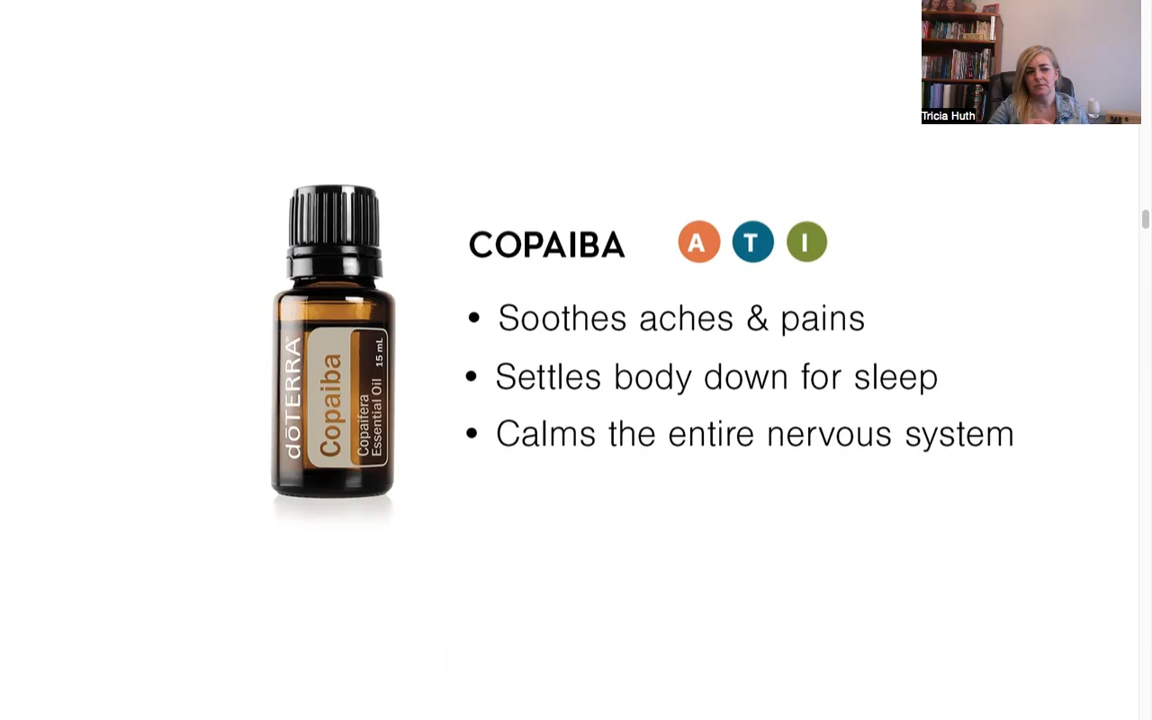 Tricia Huth
COPAIBA A T I
• Soothes aches & pains
• Settles body down for sleep
• Calms the entire nervous system
dōTERRA
Copaiba
Copaifera
Essential Oil 15 mL